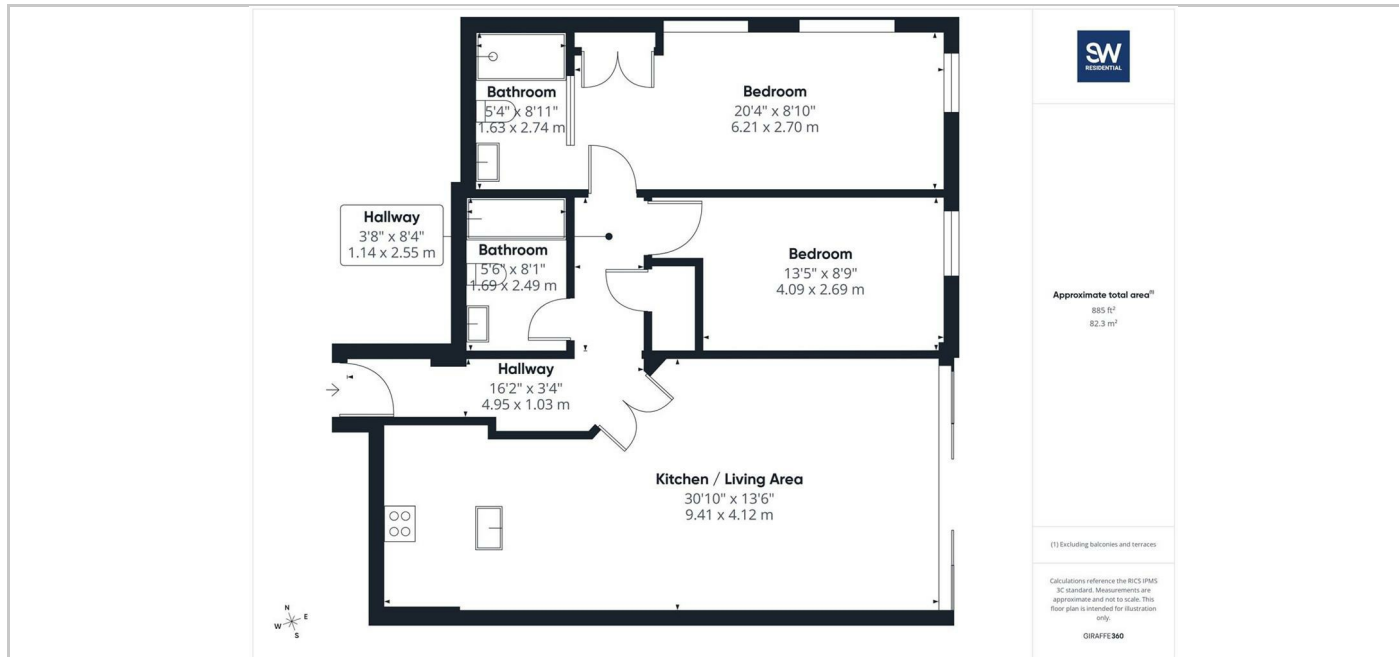 SW
RESIDENTIAL
Bathroom
5'4" x 8'11"
1.63 x 2.74 m
Bedroom
20'4" x 8'10"
6.21 x 2.70 m
Hallway
3'8" x 8'4"
1.14 x 2.55 m
Bathroom
5'6" x 8'1"
1.69 x 2.49 m
Bedroom
13'5" x 8'9"
4.09 x 2.69 m
Hallway
16'2" x 3'4"
4.95 x 1.03 m
Kitchen / Living Area
30'10" x 13'6"
9.41 x 4.12 m
N
E
W
S
Approximate total area⁽¹⁾
885 ft²
82.3 m²
(1) Excluding balconies and terraces
Calculations reference the RICS IPMS
3C standard. Measurements are
approximate and not to scale. This
floor plan is intended for illustration
only.
GIRAFFE360